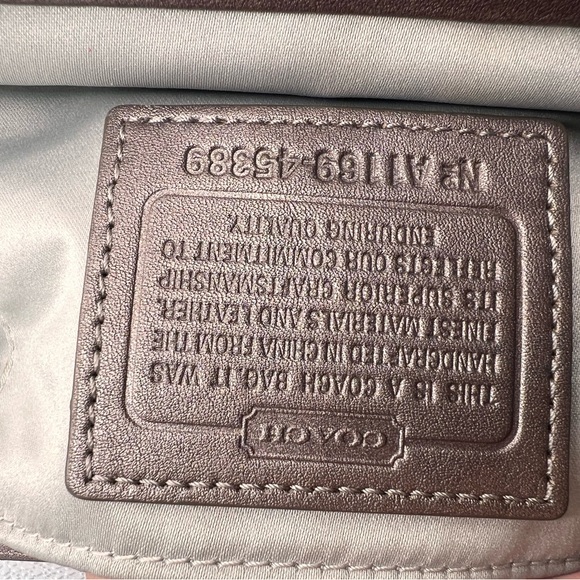 COACH
THIS IS A COACH BAG. IT WAS
HANDCRAFTED IN CHINA FROM THE
FINEST MATERIALS AND LEATHER.
ITS SUPERIOR CRAFTSMANSHIP
REFLECTS OUR COMMITMENT TO
ENDURING QUALITY.
Nº A1169-45389